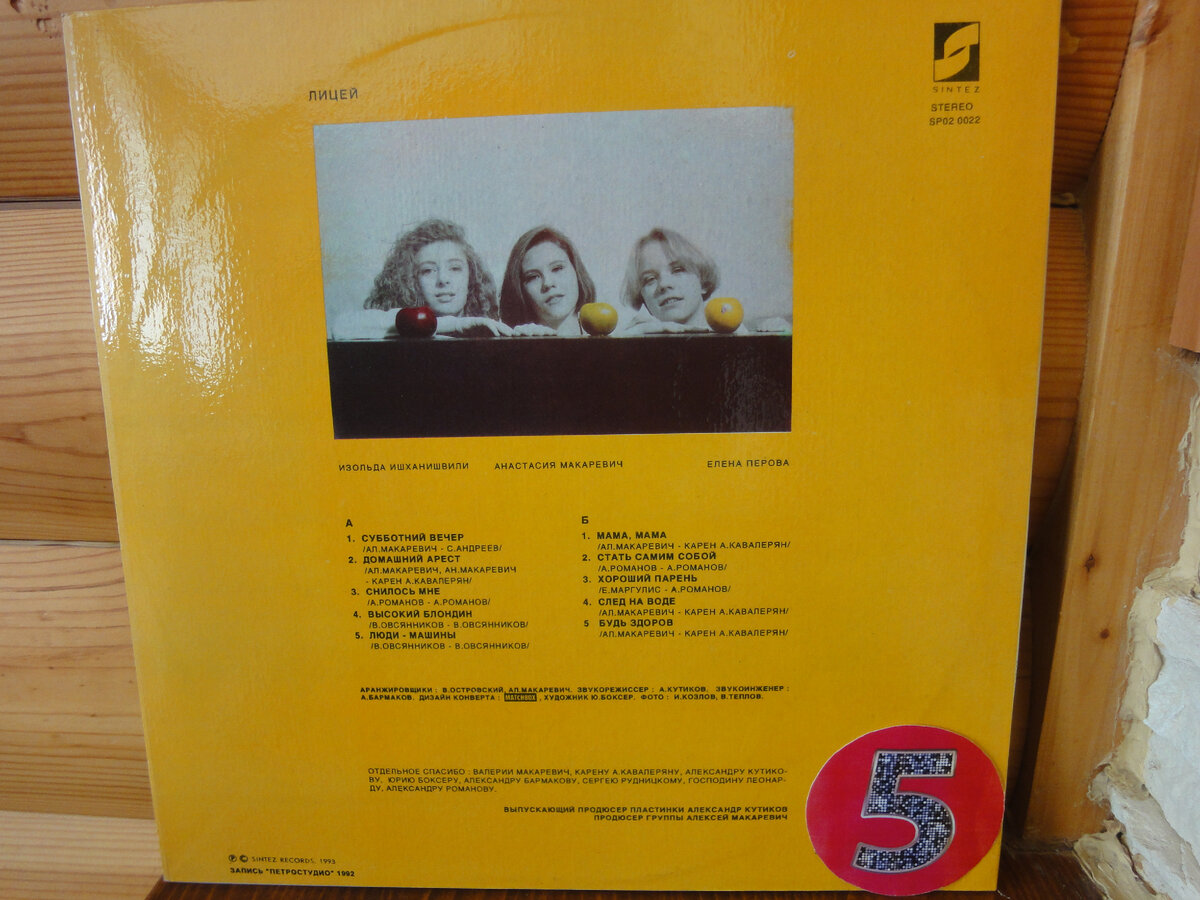 ЛИЦЕЙ
SINTEZ
STEREO
SP02 0022
ИЗОЛЬДА ИШХАНИШВИЛИ АНАСТАСИЯ МАКАРЕВИЧ ЕЛЕНА ПЕРОВА
А
1. СУББОТНИЙ ВЕЧЕР
/АЛ.МАКАРЕВИЧ - С.АНДРЕЕВ/
2. ДОМАШНИЙ АРЕСТ
/АЛ.МАКАРЕВИЧ, АН.МАКАРЕВИЧ
- КАРЕН А.КАВАЛЕРЯН/
3. СНИЛОСЬ МНЕ
/А.РОМАНОВ - А.РОМАНОВ/
4. ВЫСОКИЙ БЛОНДИН
/В.ОВСЯННИКОВ - В.ОВСЯННИКОВ/
5. ЛЮДИ - МАШИНЫ
/В.ОВСЯННИКОВ - В.ОВСЯННИКОВ/
Б
1. МАМА, МАМА
/АЛ.МАКАРЕВИЧ - КАРЕН А.КАВАЛЕРЯН/
2. СТАТЬ САМИМ СОБОЙ
/А.РОМАНОВ - А.РОМАНОВ/
3. ХОРОШИЙ ПАРЕНЬ
/Е.МАРГУЛИС - А.РОМАНОВ/
4. СЛЕД НА ВОДЕ
/АЛ.МАКАРЕВИЧ - КАРЕН А.КАВАЛЕРЯН/
5 БУДЬ ЗДОРОВ
/АЛ.МАКАРЕВИЧ - КАРЕН А.КАВАЛЕРЯН/
АРАНЖИРОВЩИКИ : В.ОСТРОВСКИЙ, АЛ.МАКАРЕВИЧ. ЗВУКОРЕЖИССЕР : А.КУТИКОВ. ЗВУКОИНЖЕНЕР :
А.БАРМАКОВ. ДИЗАЙН КОНВЕРТА : MATCHBOX , ХУДОЖНИК Ю.БОКСЕР. ФОТО : И.КОЗЛОВ, В.ТЕПЛОВ.
ОТДЕЛЬНОЕ СПАСИБО : ВАЛЕРИИ МАКАРЕВИЧ, КАРЕНУ А.КАВАЛЕРЯНУ, АЛЕКСАНДРУ КУТИКО-
ВУ, ЮРИЮ БОКСЕРУ, АЛЕКСАНДРУ БАРМАКОВУ, СЕРГЕЮ РУДНИЦКОМУ, ГОСПОДИНУ ЛЕОНАР-
ДУ, АЛЕКСАНДРУ РОМАНОВУ.
ВЫПУСКАЮЩИЙ ПРОДЮСЕР ПЛАСТИНКИ АЛЕКСАНДР КУТИКОВ
ПРОДЮСЕР ГРУППЫ АЛЕКСЕЙ МАКАРЕВИЧ
℗ © SINTEZ RECORDS, 1993
ЗАПИСЬ "ПЕТРОСТУДИО" 1992
5